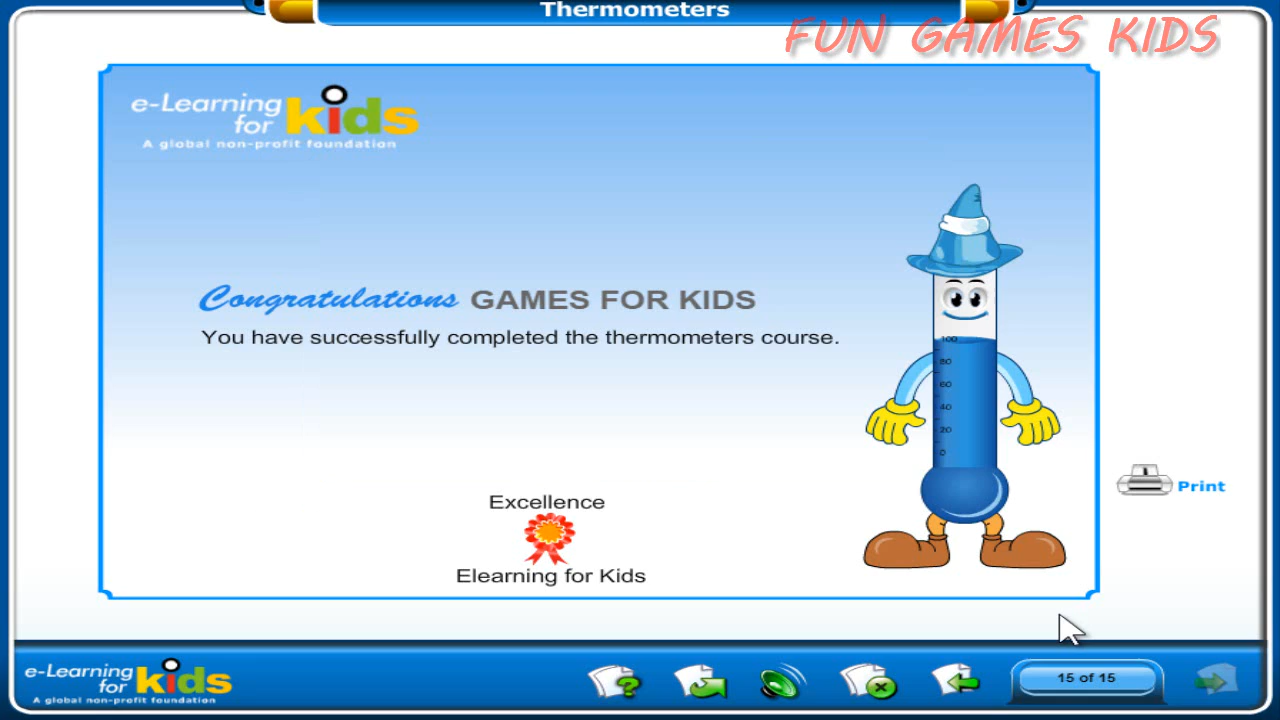 Thermometers
FUN GAMES KIDS
e-Learning
for kids
A global non-profit foundation
Congratulations GAMES FOR KIDS
You have successfully completed the thermometers course.
100
80
60
40
20
0
Print
Excellence
Elearning for Kids
e-Learning
for kids
A global non-profit foundation
?
15 of 15